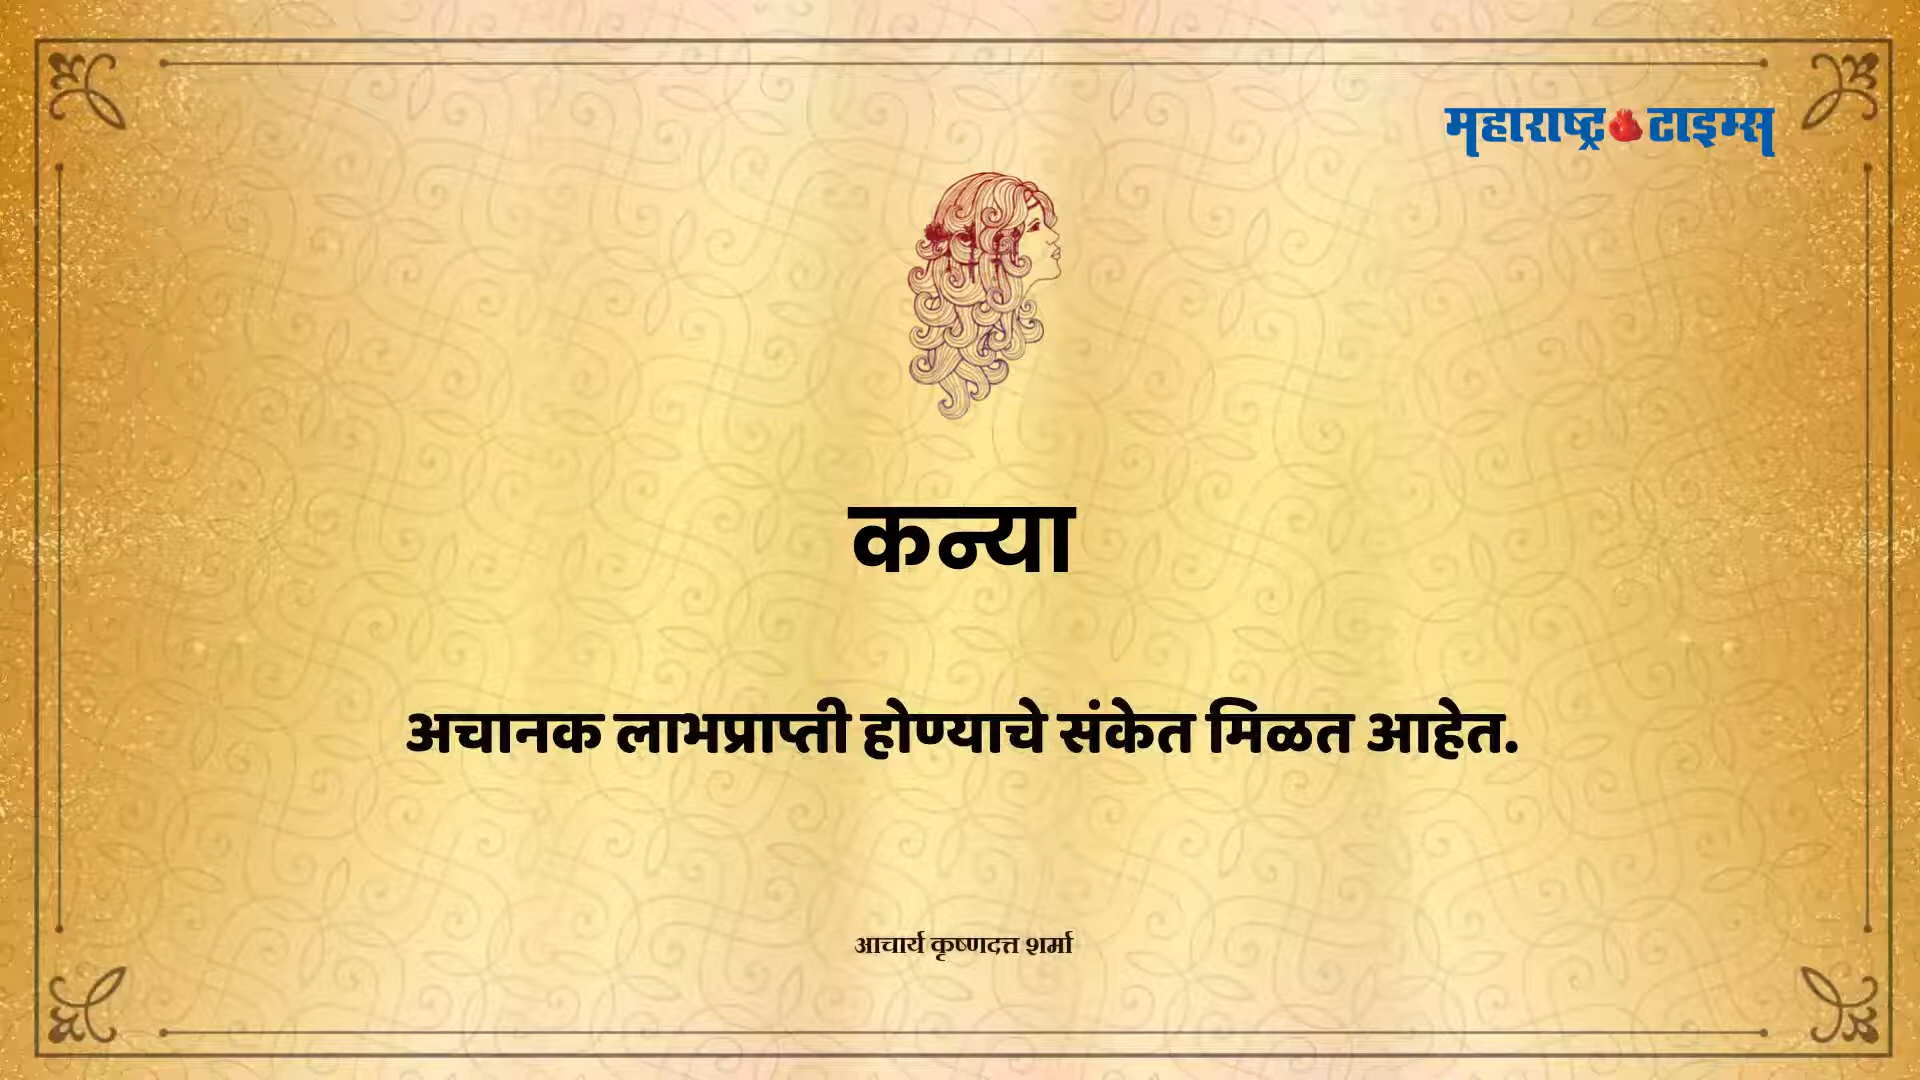 महाराष्ट्र टाइम्स
कन्या
अचानक लाभप्राप्ती होण्याचे संकेत मिळत आहेत.
आचार्य कृष्णदत्त शर्मा